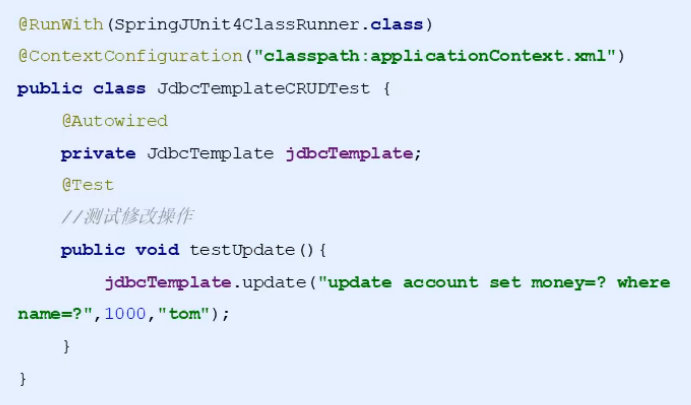 @RunWith(SpringJUnit4ClassRunner.class)
@ContextConfiguration("classpath:applicationContext.xml")
public class JdbcTemplateCRUDTest {
    @Autowired
    private JdbcTemplate jdbcTemplate;
    @Test
    //测试修改操作
    public void testUpdate(){
        jdbcTemplate.update("update account set money=? where
name=?",1000,"tom");
    }
}